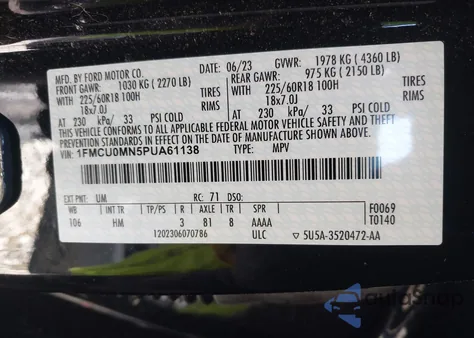 MFD. BY FORD MOTOR CO.
06/23 GVWR: 1978 KG (4360 LB)
FRONT GAWR: 1030 KG (2270 LB) REAR GAWR: 975 KG (2150 LB)
WITH 225/60R18 100H TIRES WITH 225/60R18 100H TIRES
18x7.0J RIMS 18x7.0J RIMS
AT 230 kPa/ 33 PSI COLD AT 230 kPa/ 33 PSI COLD
THIS VEHICLE CONFORMS TO ALL APPLICABLE FEDERAL MOTOR VEHICLE SAFETY AND THEFT PREVENTION STANDARDS IN EFFECT ON THE
DATE OF MANUFACTURE SHOWN ABOVE.
VIN: 1FMCU0MN5PUA61138 TYPE: MPV
EXT PNT: UM RC: 71 DSO:
WB INT TR TP/PS R AXLE TR SPR F0069
106 HM 3 81 8 AAAA T0140
1202306070786 ULC 5U5A-3520472-AA
autoShop